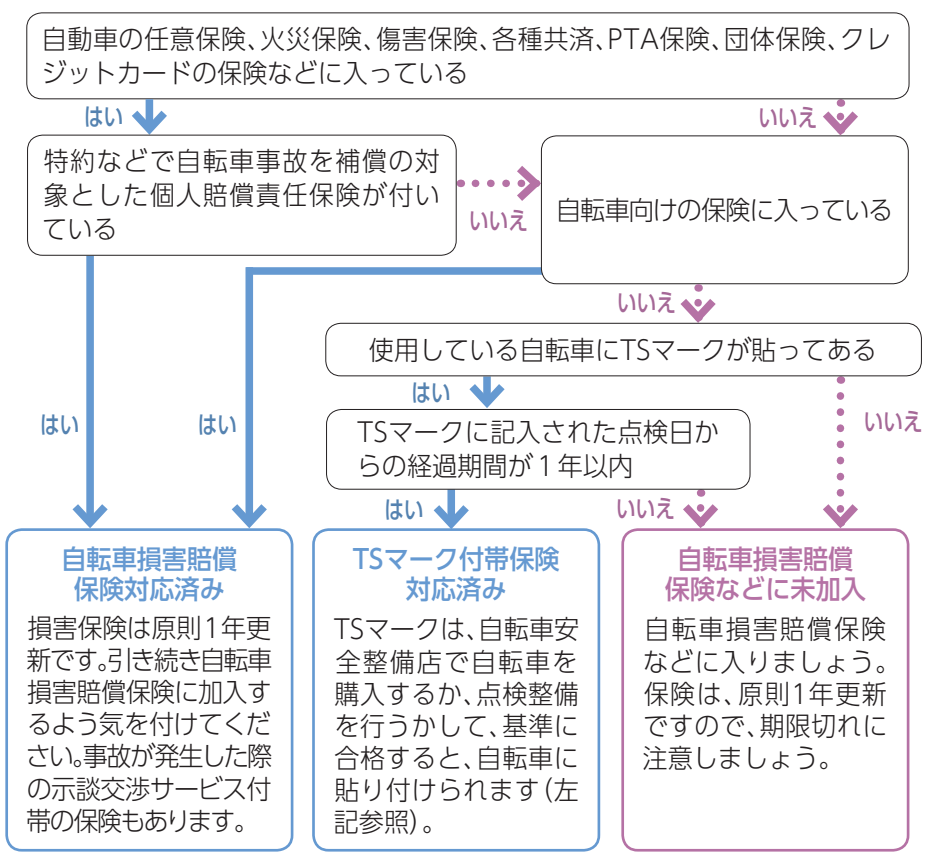 自動車の任意保険、火災保険、傷害保険、各種共済、PTA保険、団体保険、クレ
ジットカードの保険などに入っている
はい
いいえ
特約などで自転車事故を補償の対
象とした個人賠償責任保険が付い
ている
いいえ
自転車向けの保険に入っている
いいえ
使用している自転車にTSマークが貼ってある
はい
はい
はい
いいえ
TSマークに記入された点検日か
らの経過期間が1年以内
はい
いいえ
自転車損害賠償
保険対応済み
損害保険は原則1年更
新です。引き続き自転車
損害賠償保険に加入す
るよう気を付けてくだ
さい。事故が発生した際
の示談交渉サービス付
帯の保険もあります。
TSマーク付帯保険
対応済み
TSマークは、自転車安
全整備店で自転車を
購入するか、点検整備
を行うかして、基準に
合格すると、自転車に
貼り付けられます(左
記参照)。
自転車損害賠償
保険などに未加入
自転車損害賠償保険
などに入りましょう。
保険は、原則1年更新
ですので、期限切れに
注意しましょう。